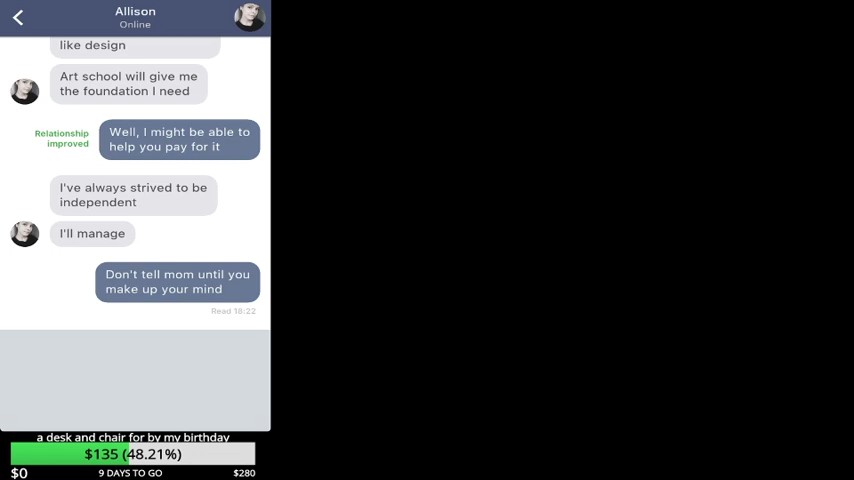 Allison
Online
like design
Art school will give me
the foundation I need
Relationship
improved
Well, I might be able to
help you pay for it
I've always strived to be
independent
I'll manage
Don't tell mom until you
make up your mind
Read 18:22
a desk and chair for by my birthday
$135 (48.21%)
$0
9 DAYS TO GO
$280